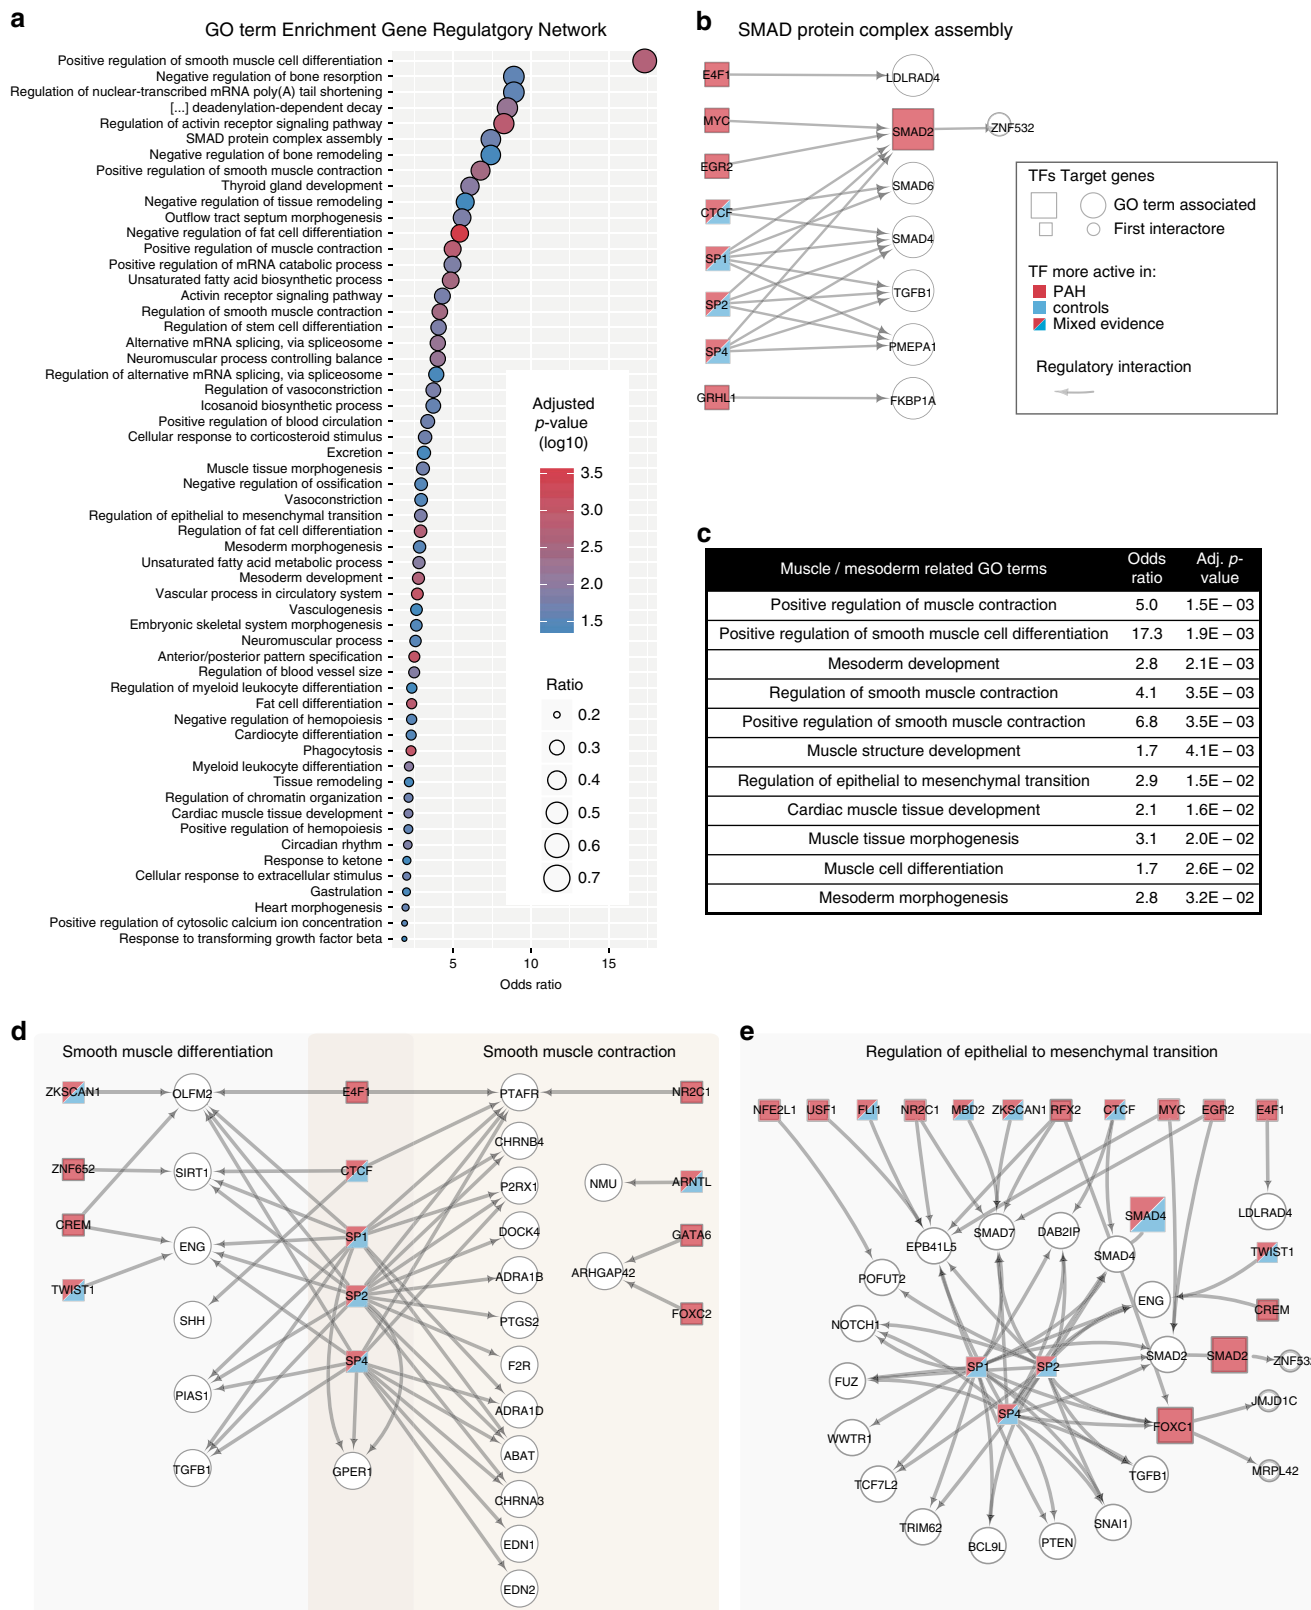 a
GO term Enrichment Gene Regulatgory Network
Positive regulation of smooth muscle cell differentiation
Negative regulation of bone resorption
Regulation of nuclear-transcribed mRNA poly(A) tail shortening
[...] deadenylation-dependent decay
Regulation of activin receptor signaling pathway
SMAD protein complex assembly
Negative regulation of bone remodeling
Positive regulation of smooth muscle contraction
Thyroid gland development
Negative regulation of tissue remodeling
Outflow tract septum morphogenesis
Negative regulation of fat cell differentiation
Positive regulation of muscle contraction
Positive regulation of mRNA catabolic process
Unsaturated fatty acid biosynthetic process
Activin receptor signaling pathway
Regulation of smooth muscle contraction
Regulation of stem cell differentiation
Alternative mRNA splicing, via spliceosome
Neuromuscular process controlling balance
Regulation of alternative mRNA splicing, via spliceosome
Regulation of vasoconstriction
Icosanoid biosynthetic process
Positive regulation of blood circulation
Cellular response to corticosteroid stimulus
Excretion
Muscle tissue morphogenesis
Negative regulation of ossification
Vasoconstriction
Regulation of epithelial to mesenchymal transition
Regulation of fat cell differentiation
Mesoderm morphogenesis
Unsaturated fatty acid metabolic process
Mesoderm development
Vascular process in circulatory system
Vasculogenesis
Embryonic skeletal system morphogenesis
Neuromuscular process
Anterior/posterior pattern specification
Regulation of blood vessel size
Regulation of myeloid leukocyte differentiation
Fat cell differentiation
Negative regulation of hemopoiesis
Cardiocyte differentiation
Phagocytosis
Myeloid leukocyte differentiation
Tissue remodeling
Regulation of chromatin organization
Cardiac muscle tissue development
Positive regulation of hemopoiesis
Circadian rhythm
Response to ketone
Cellular response to extracellular stimulus
Gastrulation
Heart morphogenesis
Positive regulation of cytosolic calcium ion concentration
Response to transforming growth factor beta
5 10 15
Odds ratio
Adjusted
p-value
(log10)
3.5
3.0
2.5
2.0
1.5
Ratio
0.2
0.3
0.4
0.5
0.6
0.7
b
SMAD protein complex assembly
E4F1
LDLRAD4
MYC
SMAD2
ZNF532
EGR2
SMAD6
CTCF
SMAD4
SP1
TGFB1
SP2
PMEPA1
SP4
GRHL1
FKBP1A
TFs Target genes
GO term associated
First interactore
TF more active in:
PAH
controls
Mixed evidence
Regulatory interaction
c
Muscle / mesoderm related GO terms
Odds
ratio
Adj. p-
value
Positive regulation of muscle contraction 5.0 1.5E – 03
Positive regulation of smooth muscle cell differentiation 17.3 1.9E – 03
Mesoderm development 2.8 2.1E – 03
Regulation of smooth muscle contraction 4.1 3.5E – 03
Positive regulation of smooth muscle contraction 6.8 3.5E – 03
Muscle structure development 1.7 4.1E – 03
Regulation of epithelial to mesenchymal transition 2.9 1.5E – 02
Cardiac muscle tissue development 2.1 1.6E – 02
Muscle tissue morphogenesis 3.1 2.0E – 02
Muscle cell differentiation 1.7 2.6E – 02
Mesoderm morphogenesis 2.8 3.2E – 02
d
Smooth muscle differentiation
Smooth muscle contraction
ZKSCAN1
OLFM2
E4F1
PTAFR
NR2C1
CHRNB4
ZNF652
SIRT1
CTCF
P2RX1
NMU
ARNTL
CREM
ENG
SP1
DOCK4
GATA6
TWIST1
SP2
ADRA1B
ARHGAP42
SHH
PTGS2
FOXC2
SP4
F2R
PIAS1
ADRA1D
TGFB1
GPER1
ABAT
CHRNA3
EDN1
EDN2
e
Regulation of epithelial to mesenchymal transition
NFE2L1 USF1 FLI1 NR2C1 MBD2 ZKSCAN1 RFX2 CTCF MYC EGR2 E4F1
SMAD4
LDLRAD4
EPB41L5
SMAD7
DAB2IP
SMAD4
TWIST1
POFUT2
ENG
CREM
NOTCH1
SP1
SP2
SMAD2
SMAD2
ZNF532
FUZ
SP4
FOXC1
JMJD1C
WWTR1
TCF7L2
TGFB1
MRPL42
TRIM62
BCL9L
PTEN
SNAI1